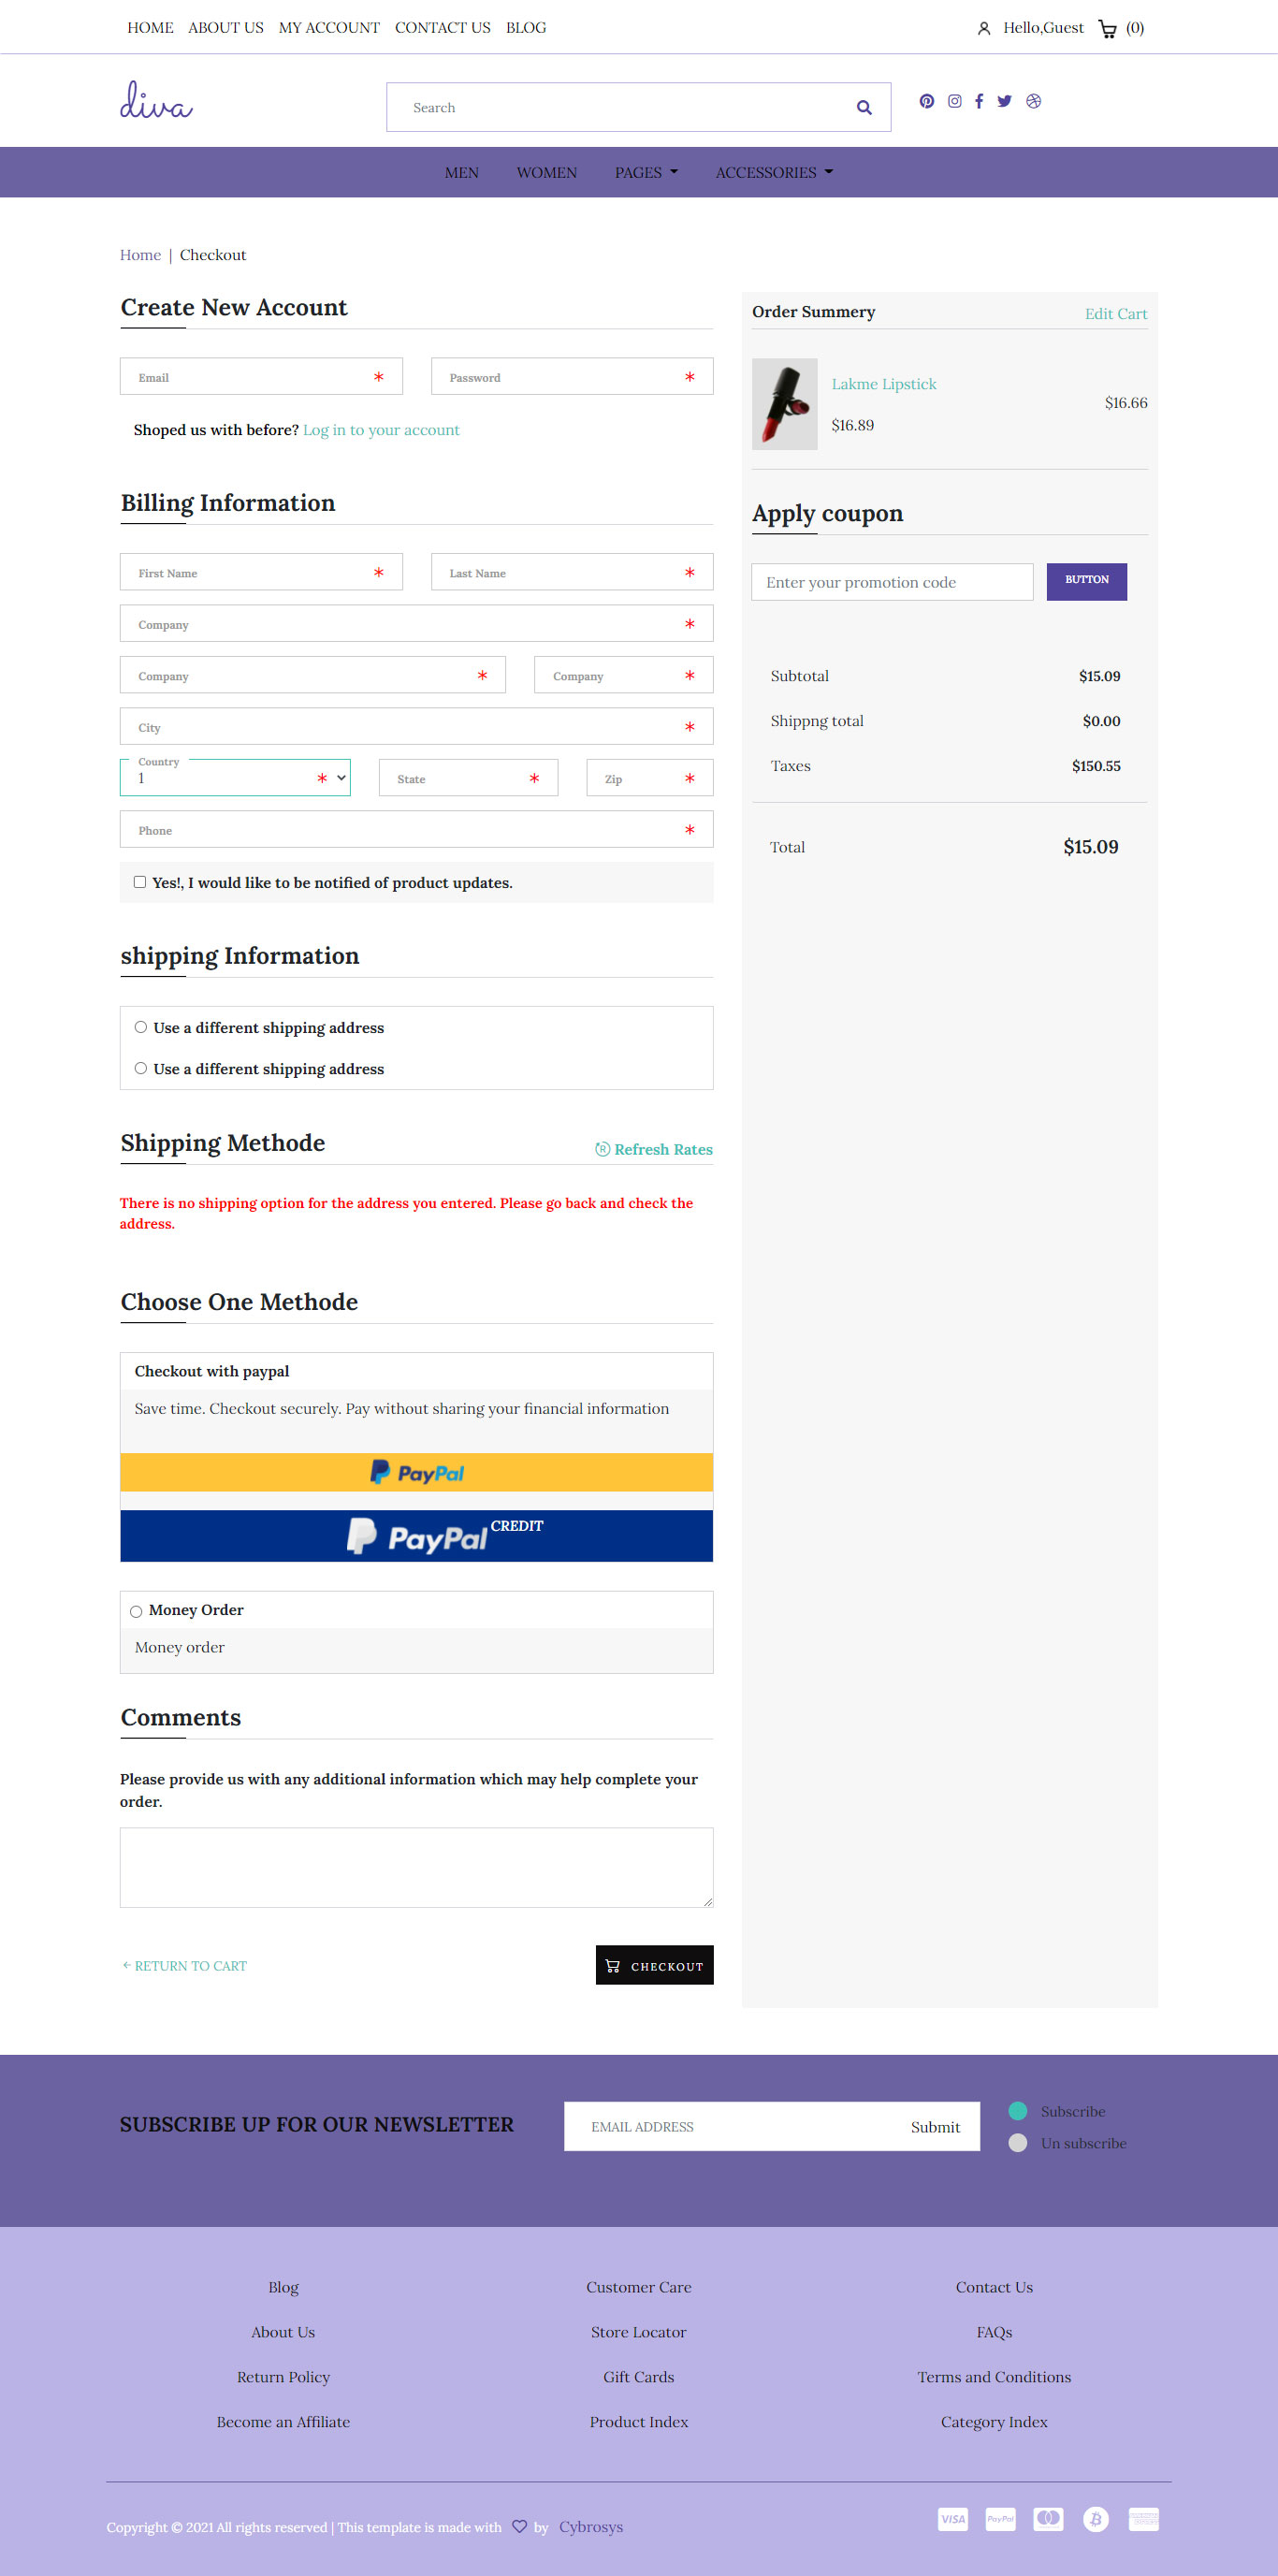 HOME ABOUT US MY ACCOUNT CONTACT US BLOG Hello,Guest (0)
diva Search
MEN WOMEN PAGES ACCESSORIES
Home | Checkout
Create New Account
Email * Password *
Shoped us with before? Log in to your account
Billing Information
First Name * Last Name *
Company *
Company * Company *
City *
Country
1 * State * Zip *
Phone *
Yes!, I would like to be notified of product updates.
shipping Information
Use a different shipping address
Use a different shipping address
Shipping Methode Refresh Rates
There is no shipping option for the address you entered. Please go back and check the
address.
Choose One Methode
Checkout with paypal
Save time. Checkout securely. Pay without sharing your financial information
PayPal
PayPal CREDIT
Money Order
Money order
Comments
Please provide us with any additional information which may help complete your
order.
RETURN TO CART CHECKOUT
Order Summery Edit Cart
Lakme Lipstick
$16.66
$16.89
Apply coupon
Enter your promotion code BUTTON
Subtotal $15.09
Shippng total $0.00
Taxes $150.55
Total $15.09
SUBSCRIBE UP FOR OUR NEWSLETTER EMAIL ADDRESS Submit
Subscribe
Un subscribe
Blog Customer Care Contact Us
About Us Store Locator FAQs
Return Policy Gift Cards Terms and Conditions
Become an Affiliate Product Index Category Index
Copyright © 2021 All rights reserved | This template is made with by Cybrosys VISA PayPal